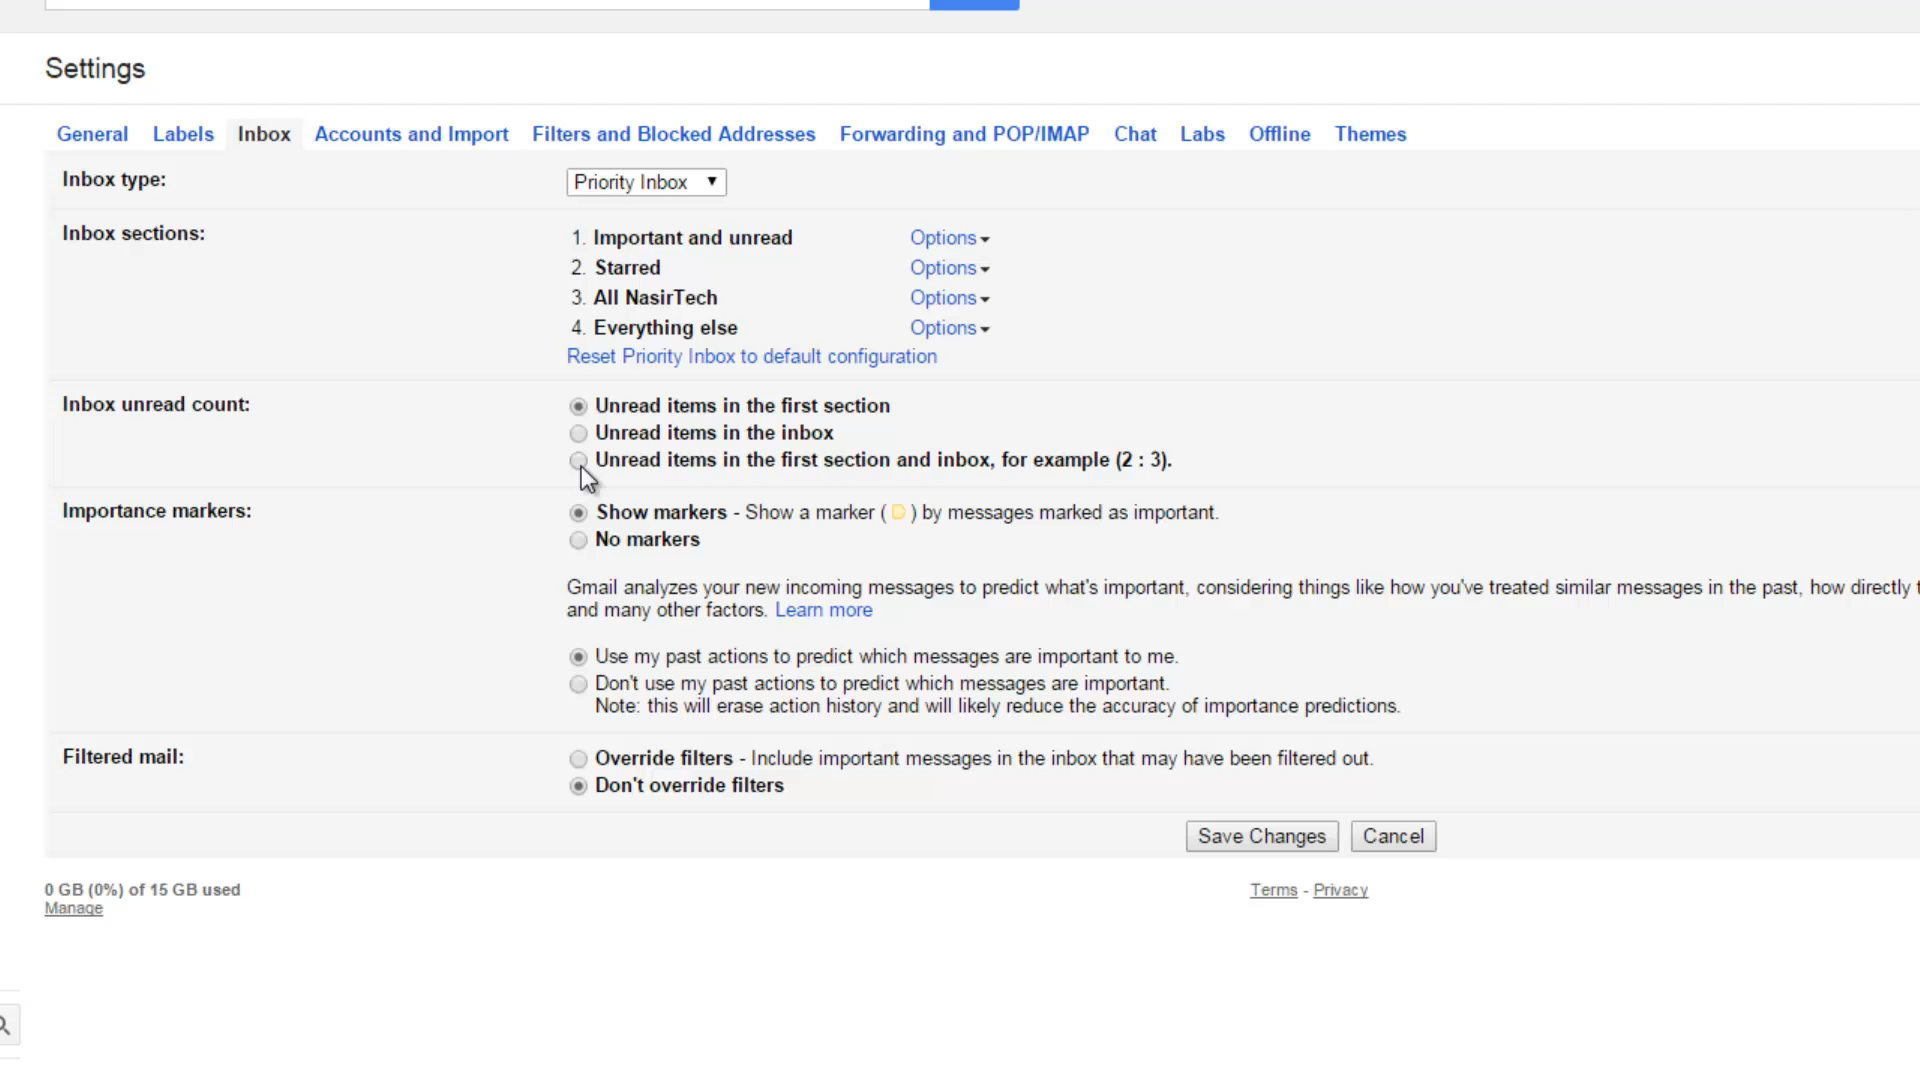 Settings
General Labels Inbox Accounts and Import Filters and Blocked Addresses Forwarding and POP/IMAP Chat Labs Offline Themes
Inbox type: Priority Inbox
Inbox sections: 1. Important and unread Options
2. Starred Options
3. All NasirTech Options
4. Everything else Options
Reset Priority Inbox to default configuration
Inbox unread count: Unread items in the first section
Unread items in the inbox
Unread items in the first section and inbox, for example (2 : 3).
Importance markers: Show markers - Show a marker ( ) by messages marked as important.
No markers
Gmail analyzes your new incoming messages to predict what's important, considering things like how you've treated similar messages in the past, how directly
and many other factors. Learn more
Use my past actions to predict which messages are important to me.
Don't use my past actions to predict which messages are important.
Note: this will erase action history and will likely reduce the accuracy of importance predictions.
Filtered mail: Override filters - Include important messages in the inbox that may have been filtered out.
Don't override filters
Save Changes Cancel
0 GB (0%) of 15 GB used
Manage
Terms - Privacy